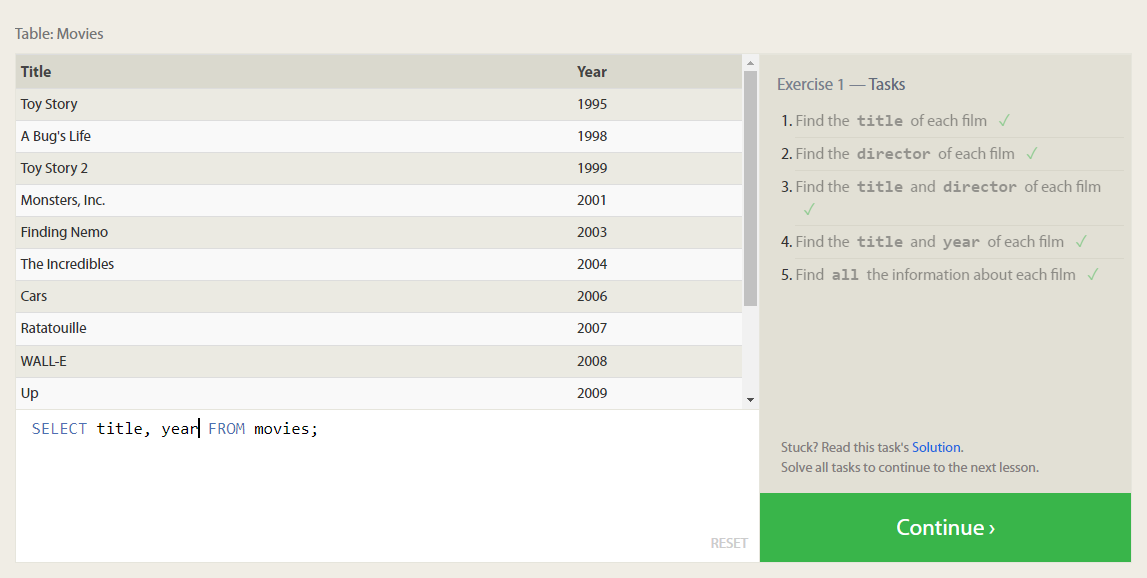 Table: Movies
Title Year
Toy Story 1995
A Bug's Life 1998
Toy Story 2 1999
Monsters, Inc. 2001
Finding Nemo 2003
The Incredibles 2004
Cars 2006
Ratatouille 2007
WALL-E 2008
Up 2009
SELECT title, year FROM movies;
RESET
Exercise 1 — Tasks
1. Find the title of each film ✓
2. Find the director of each film ✓
3. Find the title and director of each film
✓
4. Find the title and year of each film ✓
5. Find all the information about each film ✓
Stuck? Read this task's Solution.
Solve all tasks to continue to the next lesson.
Continue ›